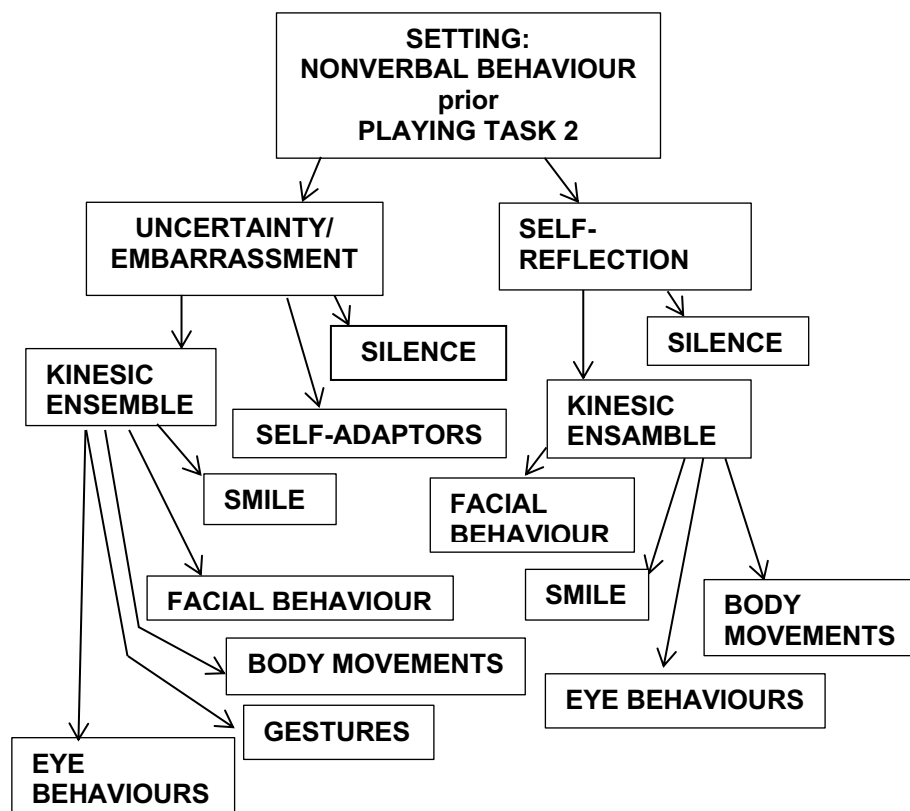 SETTING:
NONVERBAL BEHAVIOUR
prior
PLAYING TASK 2
UNCERTAINTY/
EMBARRASSMENT
SELF-
REFLECTION
SILENCE
SILENCE
KINESIC
ENSEMBLE
KINESIC
ENSAMBLE
SELF-ADAPTORS
SMILE
FACIAL
BEHAVIOUR
FACIAL BEHAVIOUR
SMILE
BODY
MOVEMENTS
BODY MOVEMENTS
EYE BEHAVIOURS
GESTURES
EYE
BEHAVIOURS